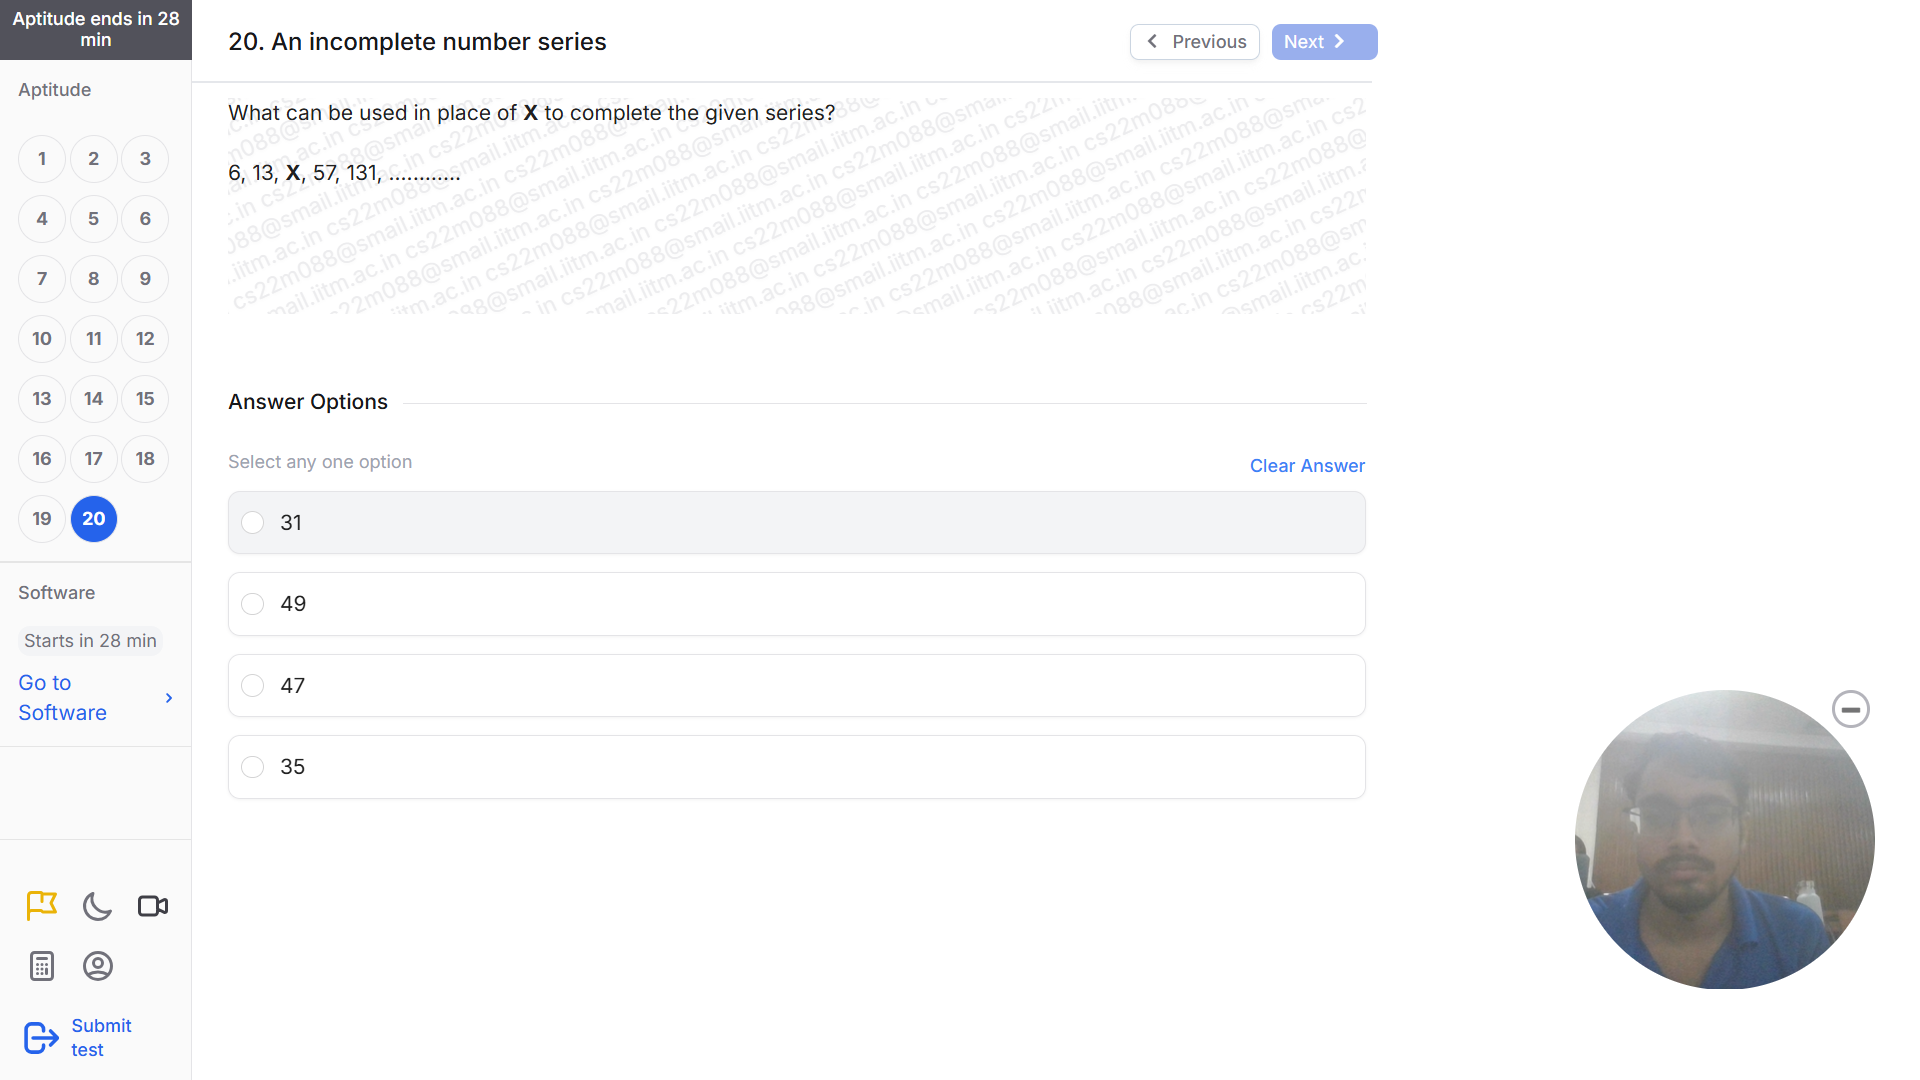 Aptitude ends in 28
min
Aptitude
1 2 3
4 5 6
7 8 9
10 11 12
13 14 15
16 17 18
19 20
Software
Starts in 28 min
Go to
Software
Submit
test
20. An incomplete number series
Previous
Next
What can be used in place of X to complete the given series?
6, 13, X, 57, 131, ............
cs22m088@smail.iitm.ac.in
Answer Options
Select any one option
Clear Answer
31
49
47
35